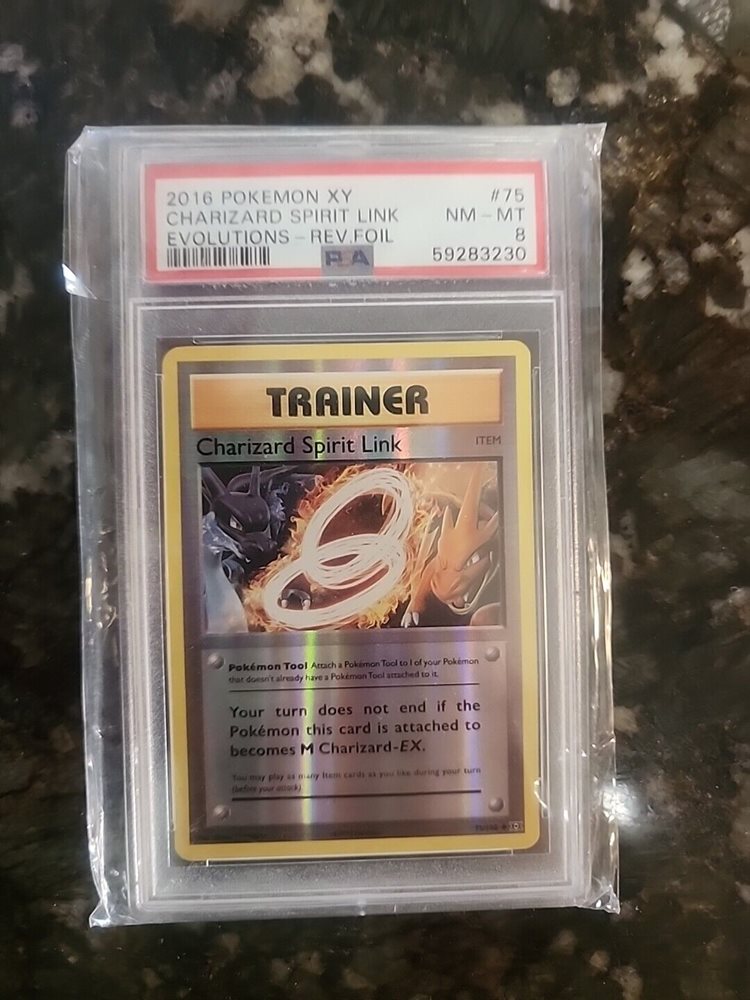 2016 POKEMON XY #75
CHARIZARD SPIRIT LINK NM - MT
EVOLUTIONS - REV.FOIL 8
PSA 59283230
TRAINER
Charizard Spirit Link ITEM
Pokémon Tool Attach a Pokémon Tool to 1 of your Pokémon
that doesn't already have a Pokémon Tool attached to it.
Your turn does not end if the
Pokémon this card is attached to
becomes M Charizard-EX.
You may play as many Item cards as you like during your turn
(before your attack).